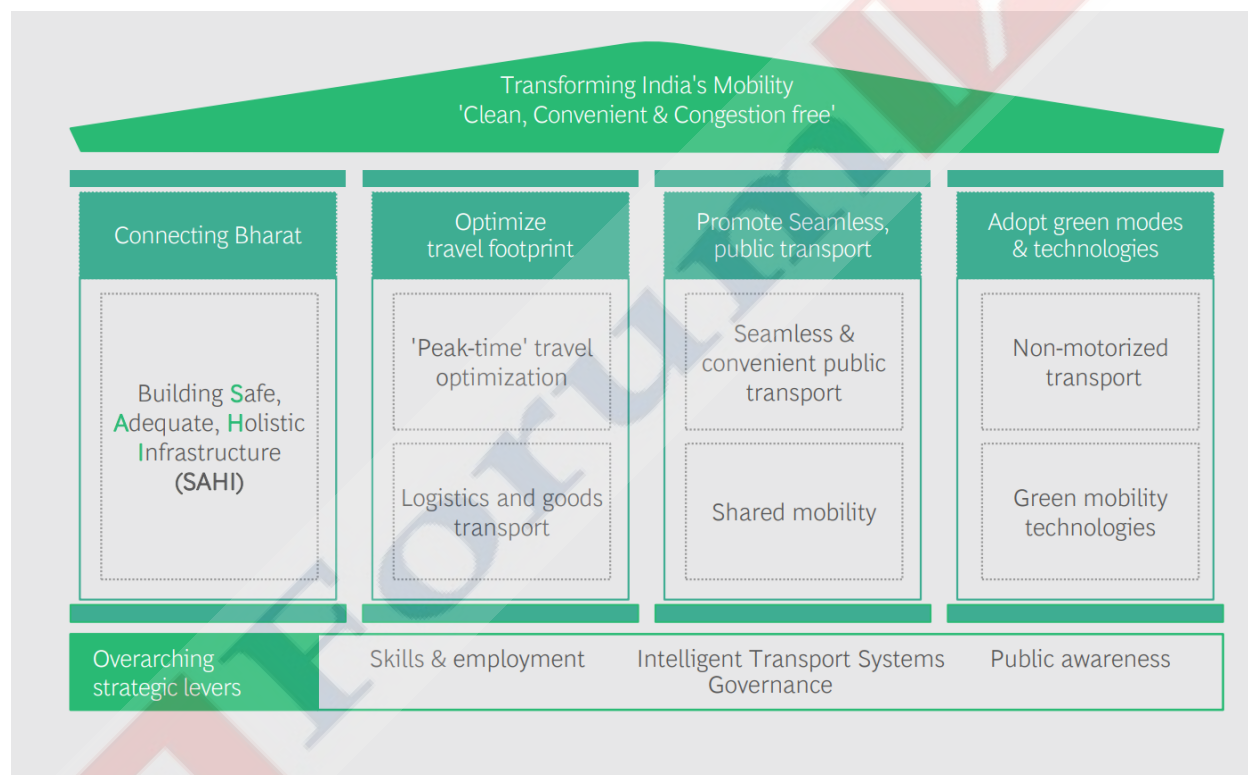 Transforming India's Mobility
'Clean, Convenient & Congestion free'
Connecting Bharat
Building Safe,
Adequate, Holistic
Infrastructure
(SAHI)
Optimize
travel footprint
'Peak-time' travel
optimization
Logistics and goods
transport
Promote Seamless,
public transport
Seamless &
convenient public
transport
Shared mobility
Adopt green modes
& technologies
Non-motorized
transport
Green mobility
technologies
Overarching
strategic levers
Skills & employment
Intelligent Transport Systems
Governance
Public awareness
Forum